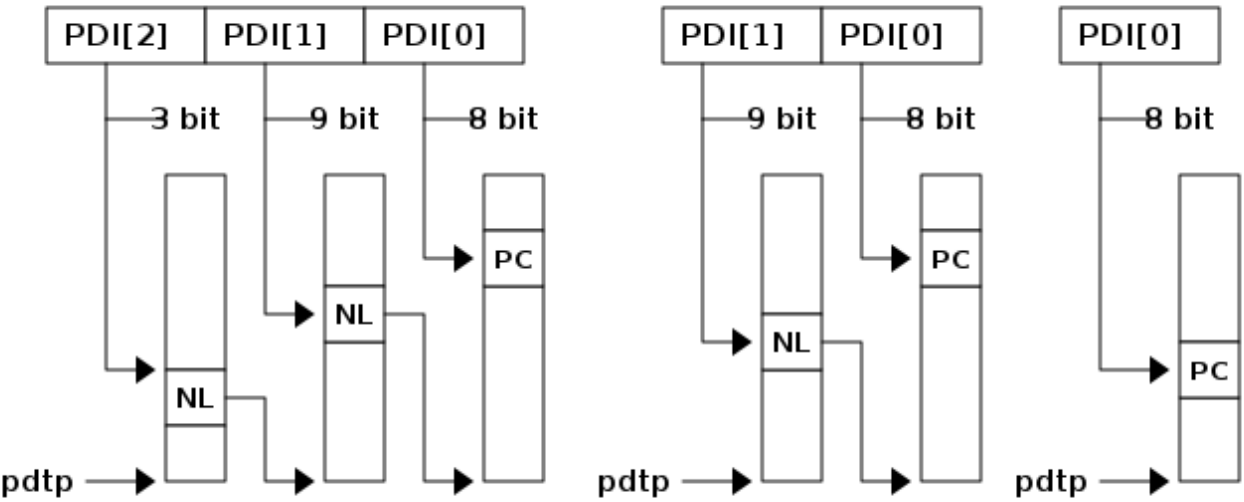 PDI[2] PDI[1] PDI[0] PDI[1] PDI[0] PDI[0]
3 bit 9 bit 8 bit 9 bit 8 bit 8 bit
PC PC
NL
NL
PC
NL
pdtp pdtp pdtp